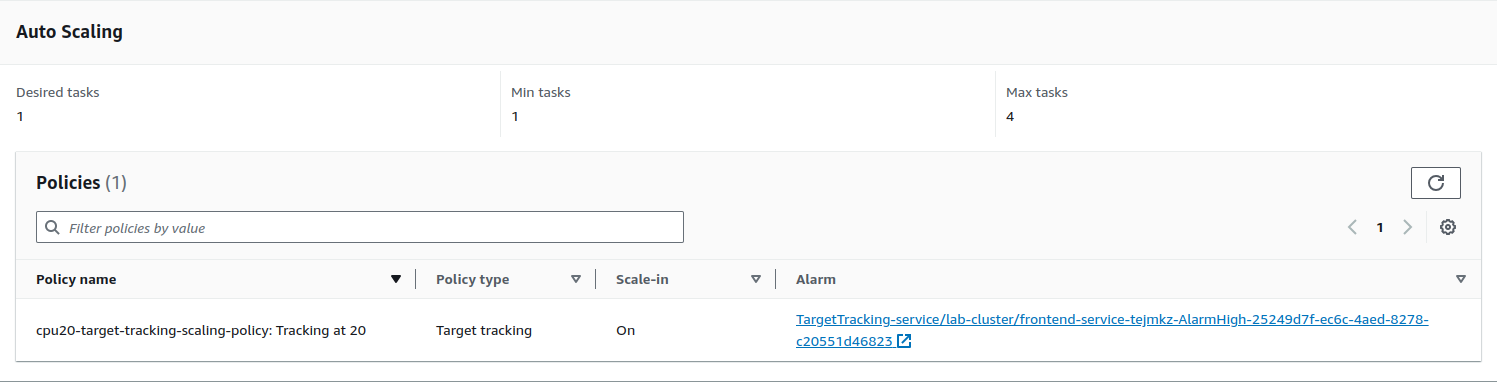 Auto Scaling
Desired tasks
1
Min tasks
1
Max tasks
4
Policies (1)
Filter policies by value
1
Policy name
Policy type
Scale-in
Alarm
cpu20-target-tracking-scaling-policy: Tracking at 20
Target tracking
On
TargetTracking-service/lab-cluster/frontend-service-tejmkz-AlarmHigh-25249d7f-ec6c-4aed-8278-
c20551d46823